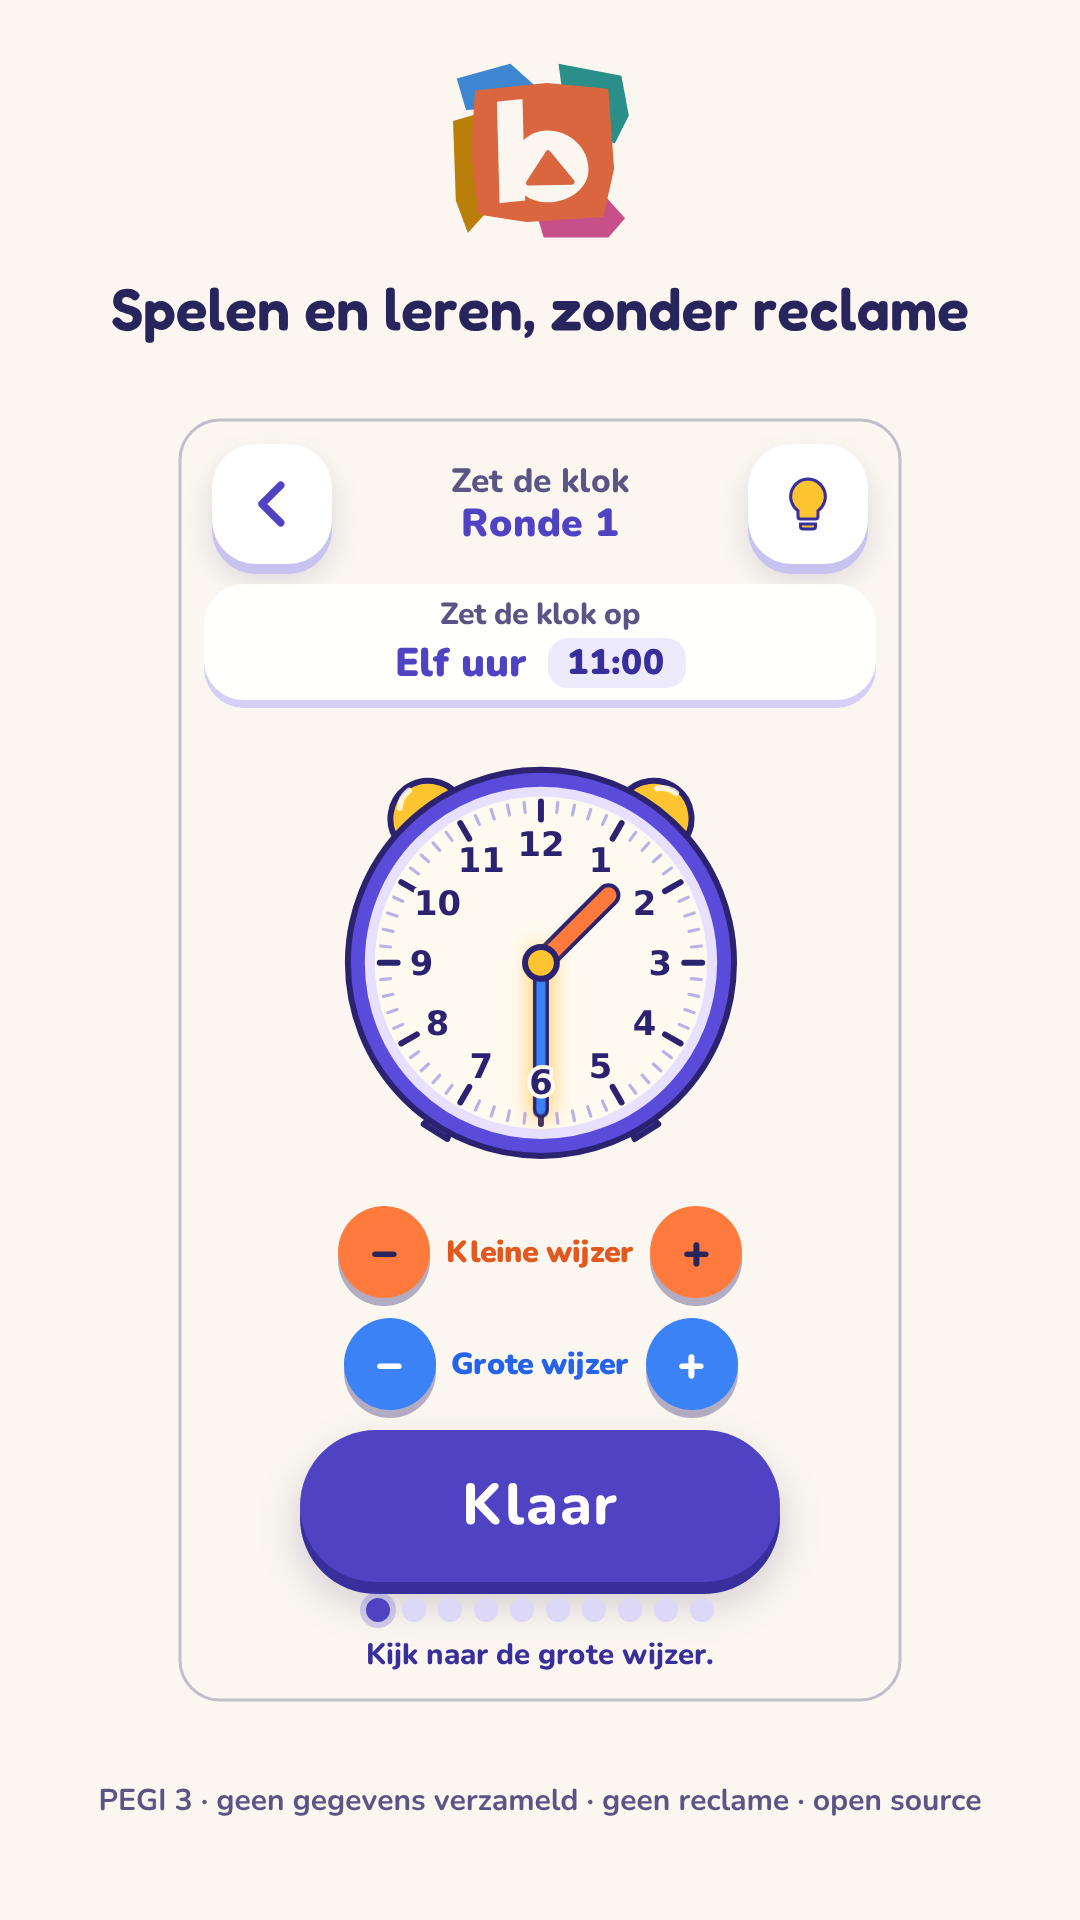 b
Spelen en leren, zonder reclame
Zet de klok
Ronde 1
Zet de klok op
Elf uur 11:00
12
11 1
10 2
9 3
8 4
7 5
6
− Kleine wijzer +
− Grote wijzer +
Klaar
Kijk naar de grote wijzer.
PEGI 3 · geen gegevens verzameld · geen reclame · open source